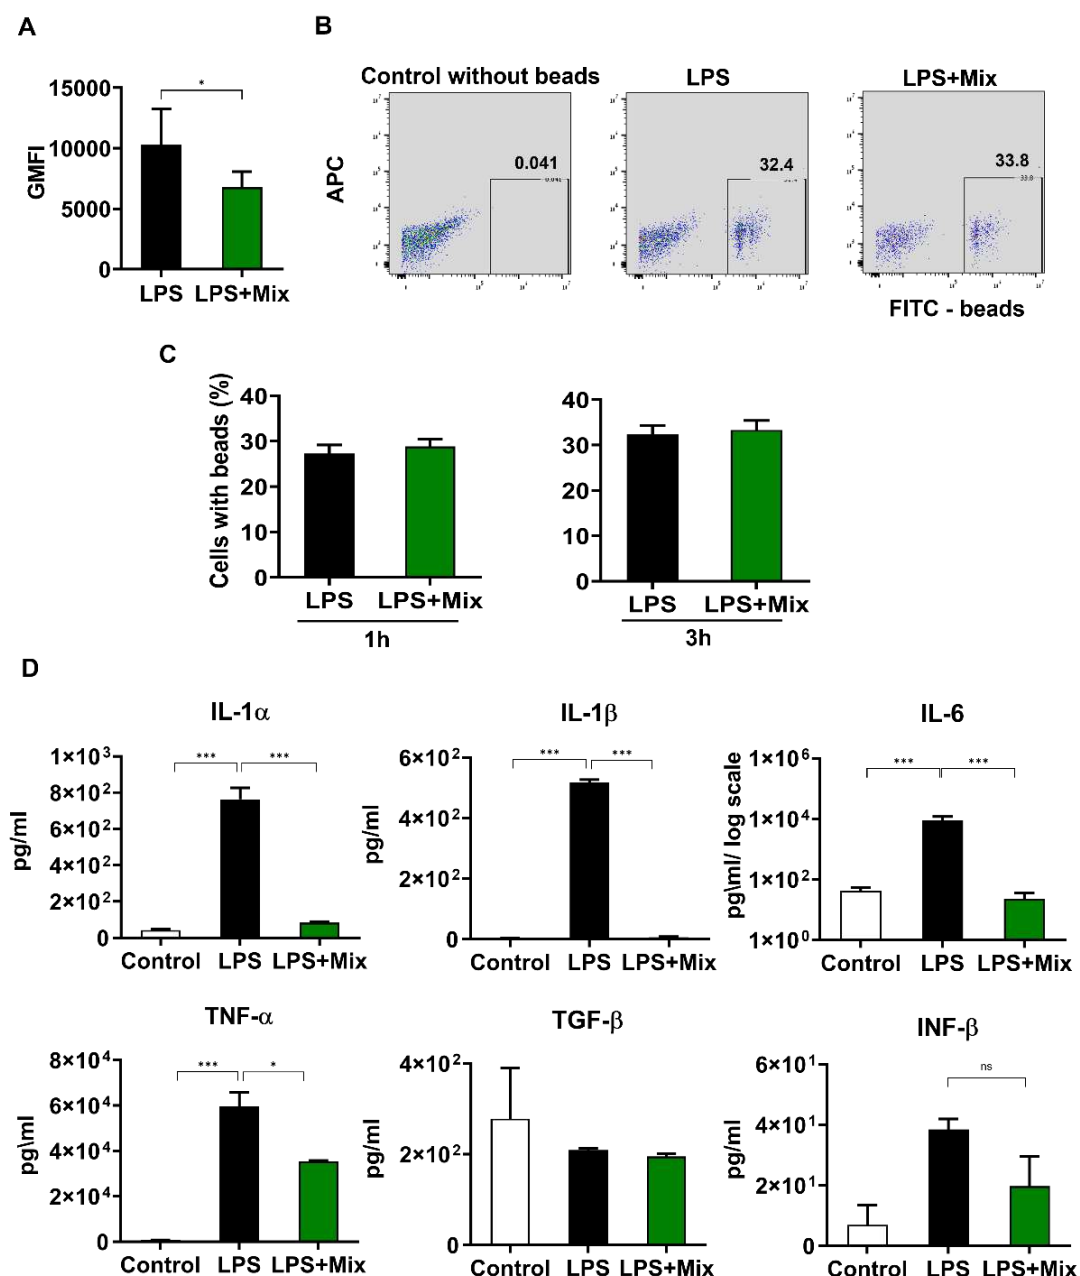 A
B
15000
10000
5000
0
GMFI
*
LPS LPS+Mix
Control without beads
LPS
LPS+Mix
APC
0.041
0.041
32.4
33.8
33.8
FITC - beads
C
Cells with beads (%)
40
30
20
10
0
LPS LPS+Mix
1h
40
30
20
10
0
LPS LPS+Mix
3h
D
IL-1α
pg/ml
1×10³
8×10²
6×10²
4×10²
2×10²
0
*** ***
Control LPS LPS+Mix
IL-1β
pg/ml
6×10²
4×10²
2×10²
0
*** ***
Control LPS LPS+Mix
IL-6
pg\ml/ log scale
1×10⁶
1×10⁴
1×10²
1×10⁰
*** ***
Control LPS LPS+Mix
TNF-α
pg\ml
8×10⁴
6×10⁴
4×10⁴
2×10⁴
0
*** *
Control LPS LPS+Mix
TGF-β
pg/ml
4×10²
2×10²
0
Control LPS LPS+Mix
INF-β
pg/ml
6×10¹
4×10¹
2×10¹
0
ns
Control LPS LPS+Mix